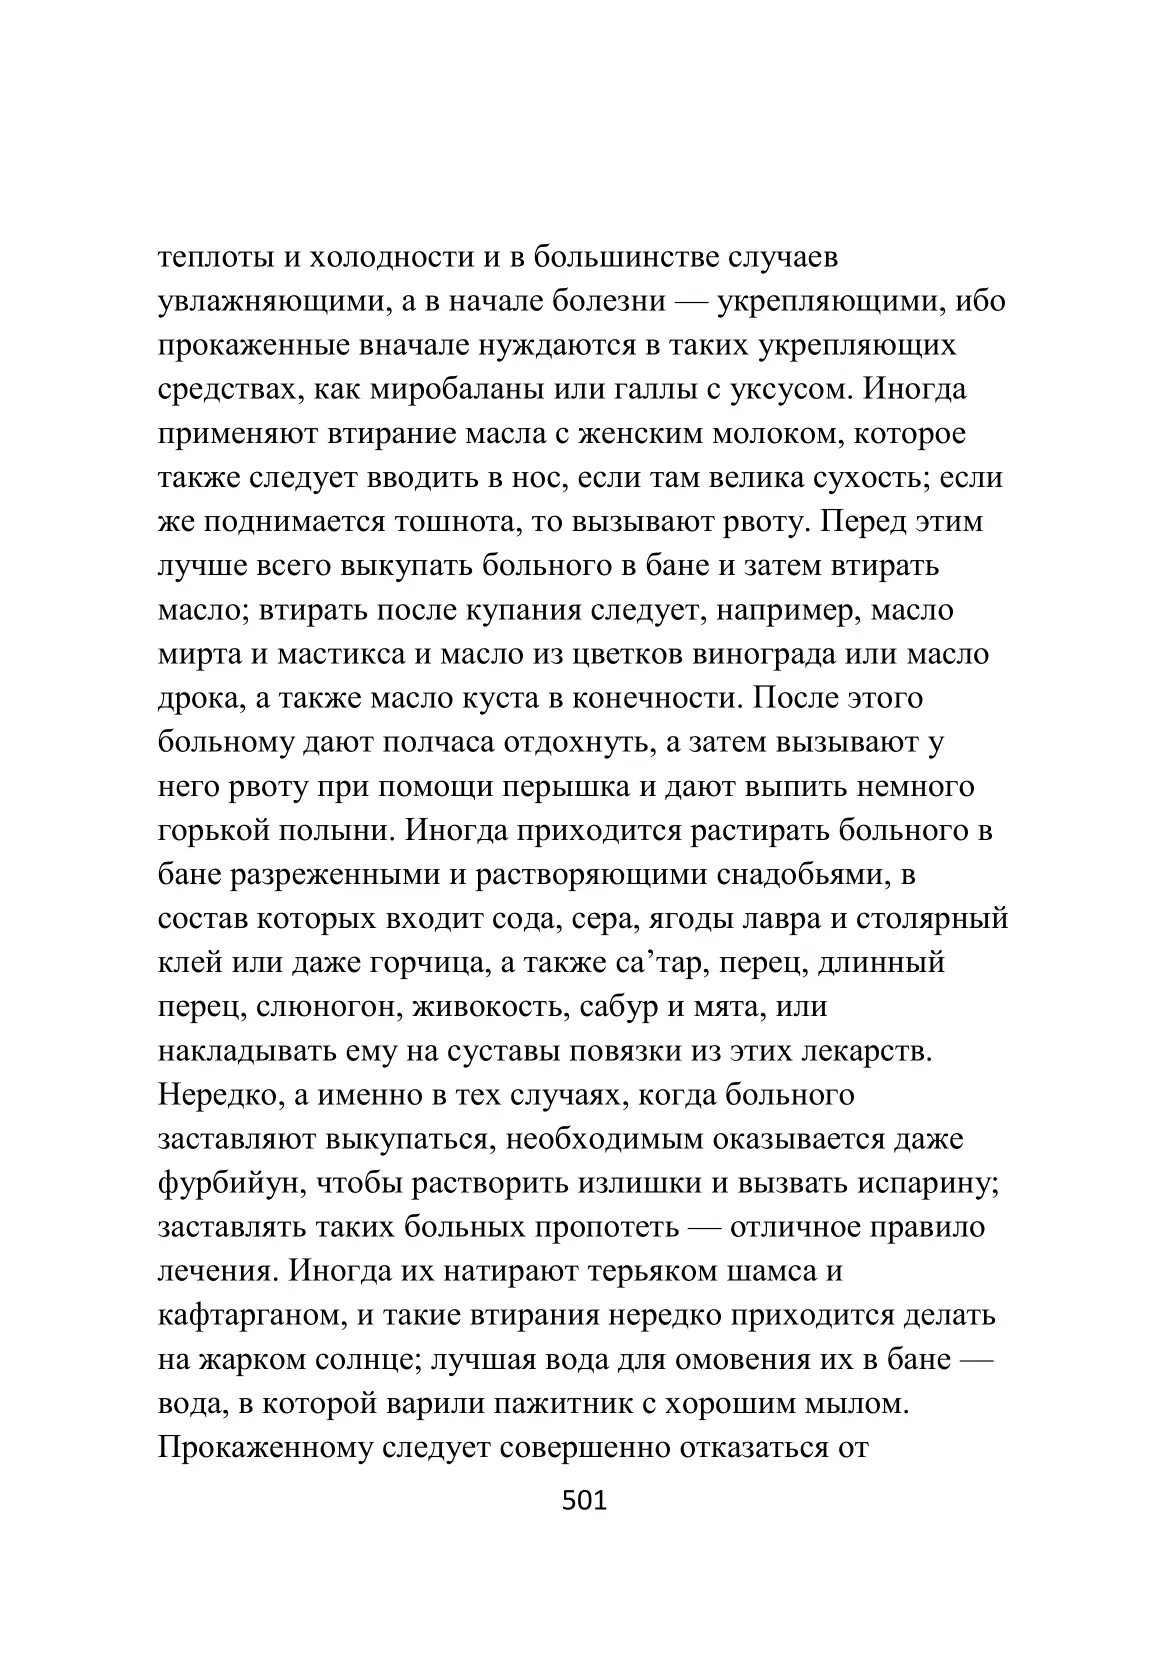 теплоты и холодности и в большинстве случаев
увлажняющими, а в начале болезни — укрепляющими, ибо
прокаженные вначале нуждаются в таких укрепляющих
средствах, как миробаланы или галлы с уксусом. Иногда
применяют втирание масла с женским молоком, которое
также следует вводить в нос, если там велика сухость; если
же поднимается тошнота, то вызывают рвоту. Перед этим
лучше всего выкупать больного в бане и затем втирать
масло; втирать после купания следует, например, масло
мирта и мастикса и масло из цветков винограда или масло
дрока, а также масло куста в конечности. После этого
больному дают полчаса отдохнуть, а затем вызывают у
него рвоту при помощи перышка и дают выпить немного
горькой полыни. Иногда приходится растирать больного в
бане разреженными и растворяющими снадобьями, в
состав которых входит сода, сера, ягоды лавра и столярный
клей или даже горчица, а также са’тар, перец, длинный
перец, слюногон, живокость, сабур и мята, или
накладывать ему на суставы повязки из этих лекарств.
Нередко, а именно в тех случаях, когда больного
заставляют выкупаться, необходимым оказывается даже
фурбийун, чтобы растворить излишки и вызвать испарину;
заставлять таких больных пропотеть — отличное правило
лечения. Иногда их натирают терьяком шамса и
кафтарганом, и такие втирания нередко приходится делать
на жарком солнце; лучшая вода для омовения их в бане —
вода, в которой варили пажитник с хорошим мылом.
Прокаженному следует совершенно отказаться от
501